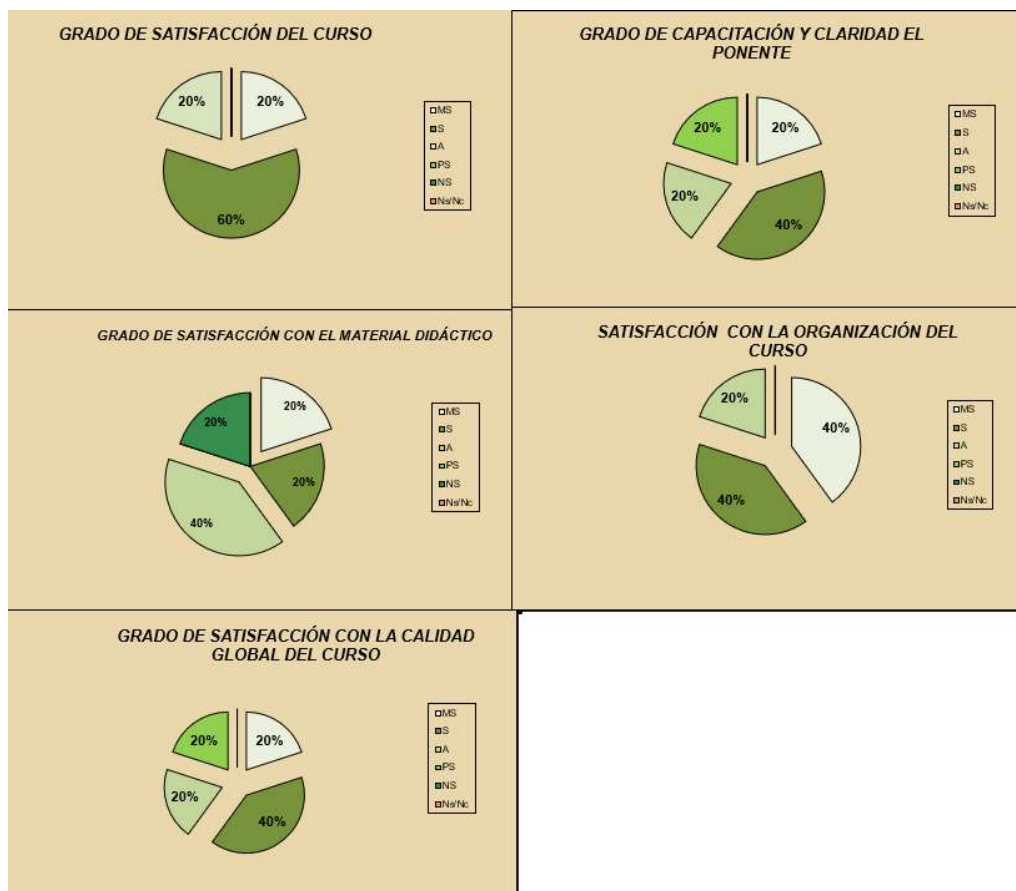 GRADO DE SATISFACCIÓN DEL CURSO
20%
20%
60%
MS
S
A
PS
NS
Ns/Nc
GRADO DE CAPACITACIÓN Y CLARIDAD EL
PONENTE
20%
20%
20%
40%
MS
S
A
PS
NS
Ns/Nc
GRADO DE SATISFACCIÓN CON EL MATERIAL DIDÁCTICO
20%
20%
20%
40%
MS
S
A
PS
NS
Ns/Nc
SATISFACCIÓN CON LA ORGANIZACIÓN DEL
CURSO
20%
40%
40%
MS
S
A
PS
NS
Ns/Nc
GRADO DE SATISFACCIÓN CON LA CALIDAD
GLOBAL DEL CURSO
20%
20%
20%
40%
MS
S
A
PS
NS
Ns/Nc